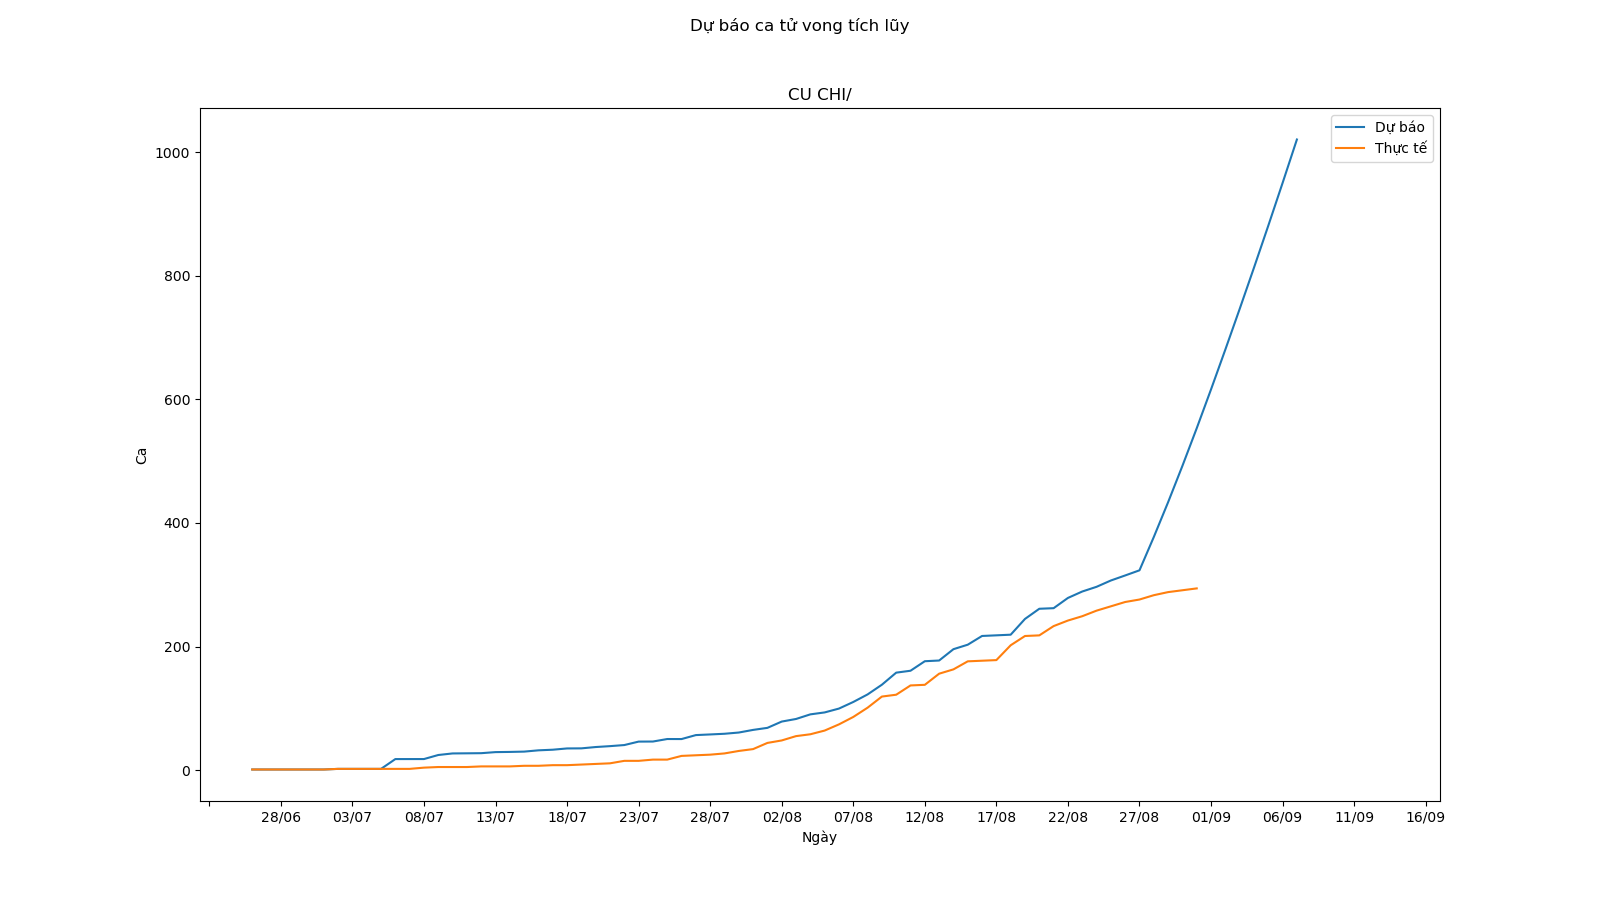 Dự báo ca tử vong tích lũy
CU CHI/
Dự báo
Thực tế
1000
800
600
400
200
0
Ca
28/06 03/07 08/07 13/07 18/07 23/07 28/07 02/08 07/08 12/08 17/08 22/08 27/08 01/09 06/09 11/09 16/09
Ngày